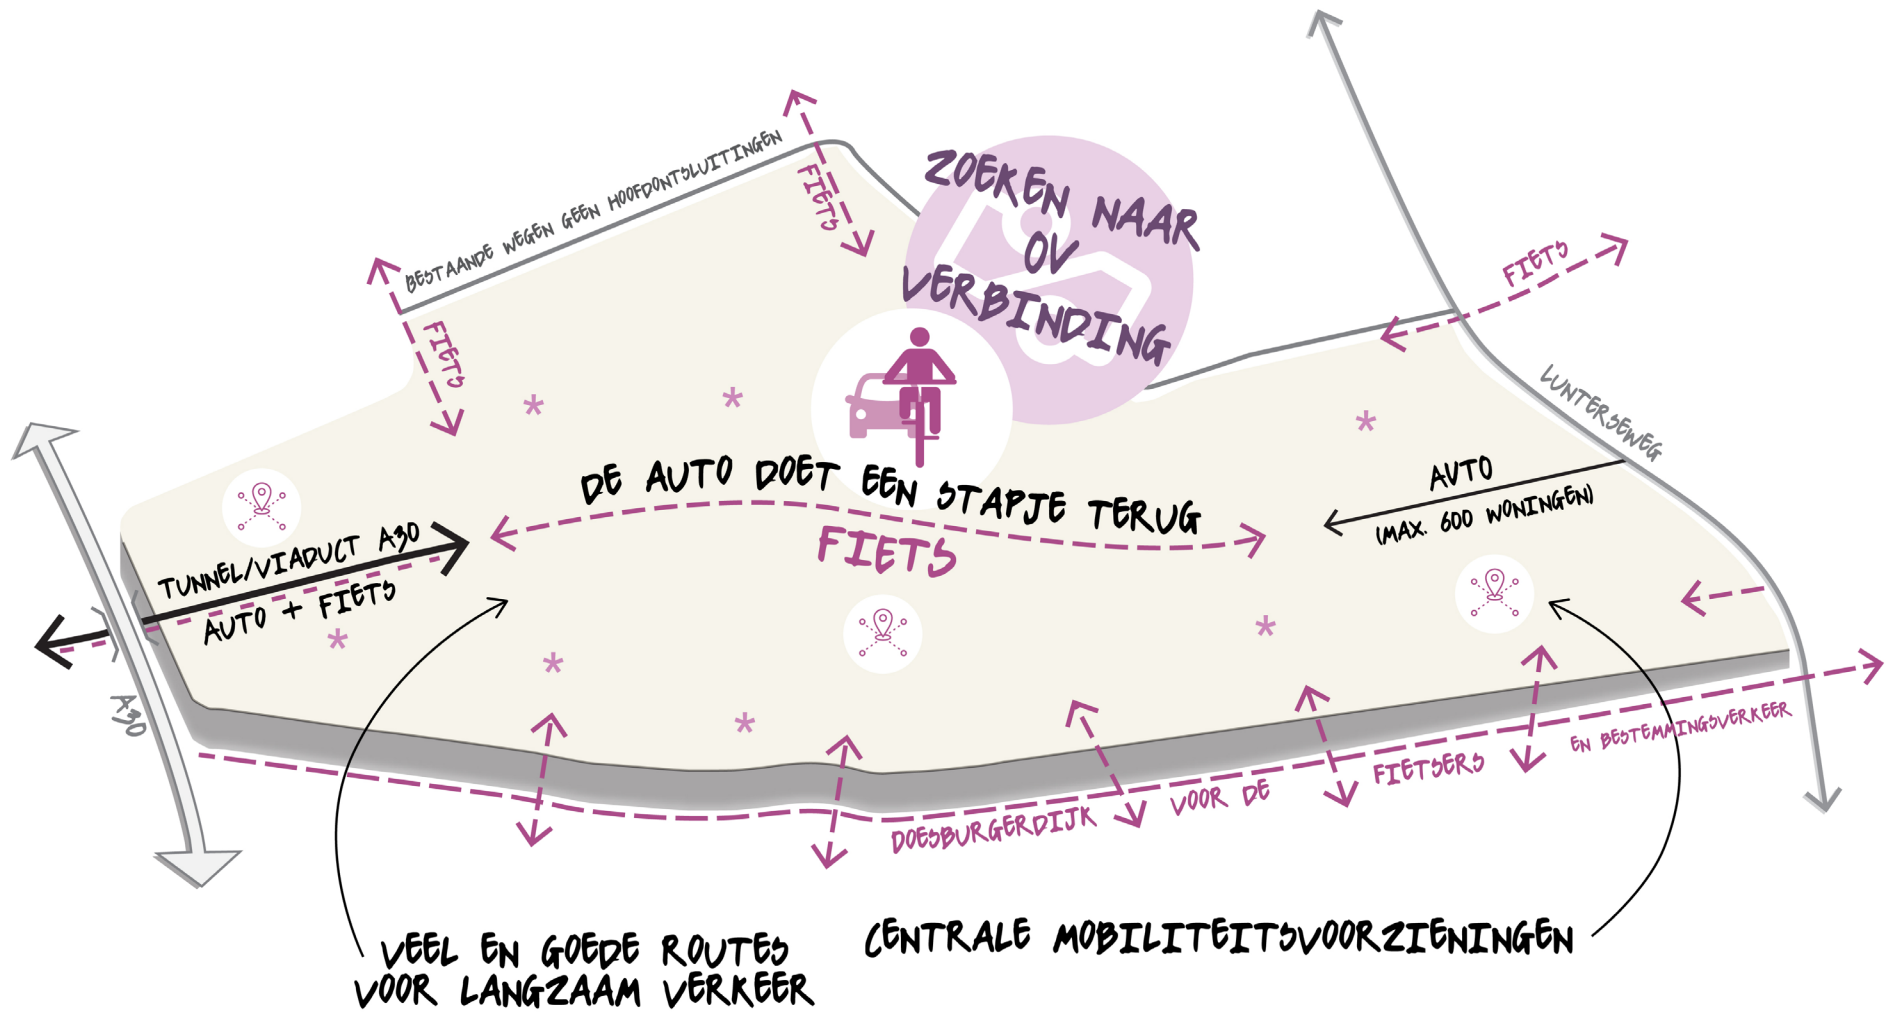 BESTAANDE WEGEN GEEN HOOFDONTSLUITINGEN
FIETS
FIETS
ZOEKEN NAAR
OV
VERBINDING
FIETS
LUNTERSEWEG
DE AUTO DOET EEN STAPJE TERUG
FIETS
AUTO
(MAX. 600 WONINGEN)
TUNNEL/VIADUCT A30
AUTO + FIETS
A30
DOESBURGERDIJK VOOR DE FIETSERS EN BESTEMMINGSVERKEER
VEEL EN GOEDE ROUTES
VOOR LANGZAAM VERKEER
CENTRALE MOBILITEITSVOORZIENINGEN